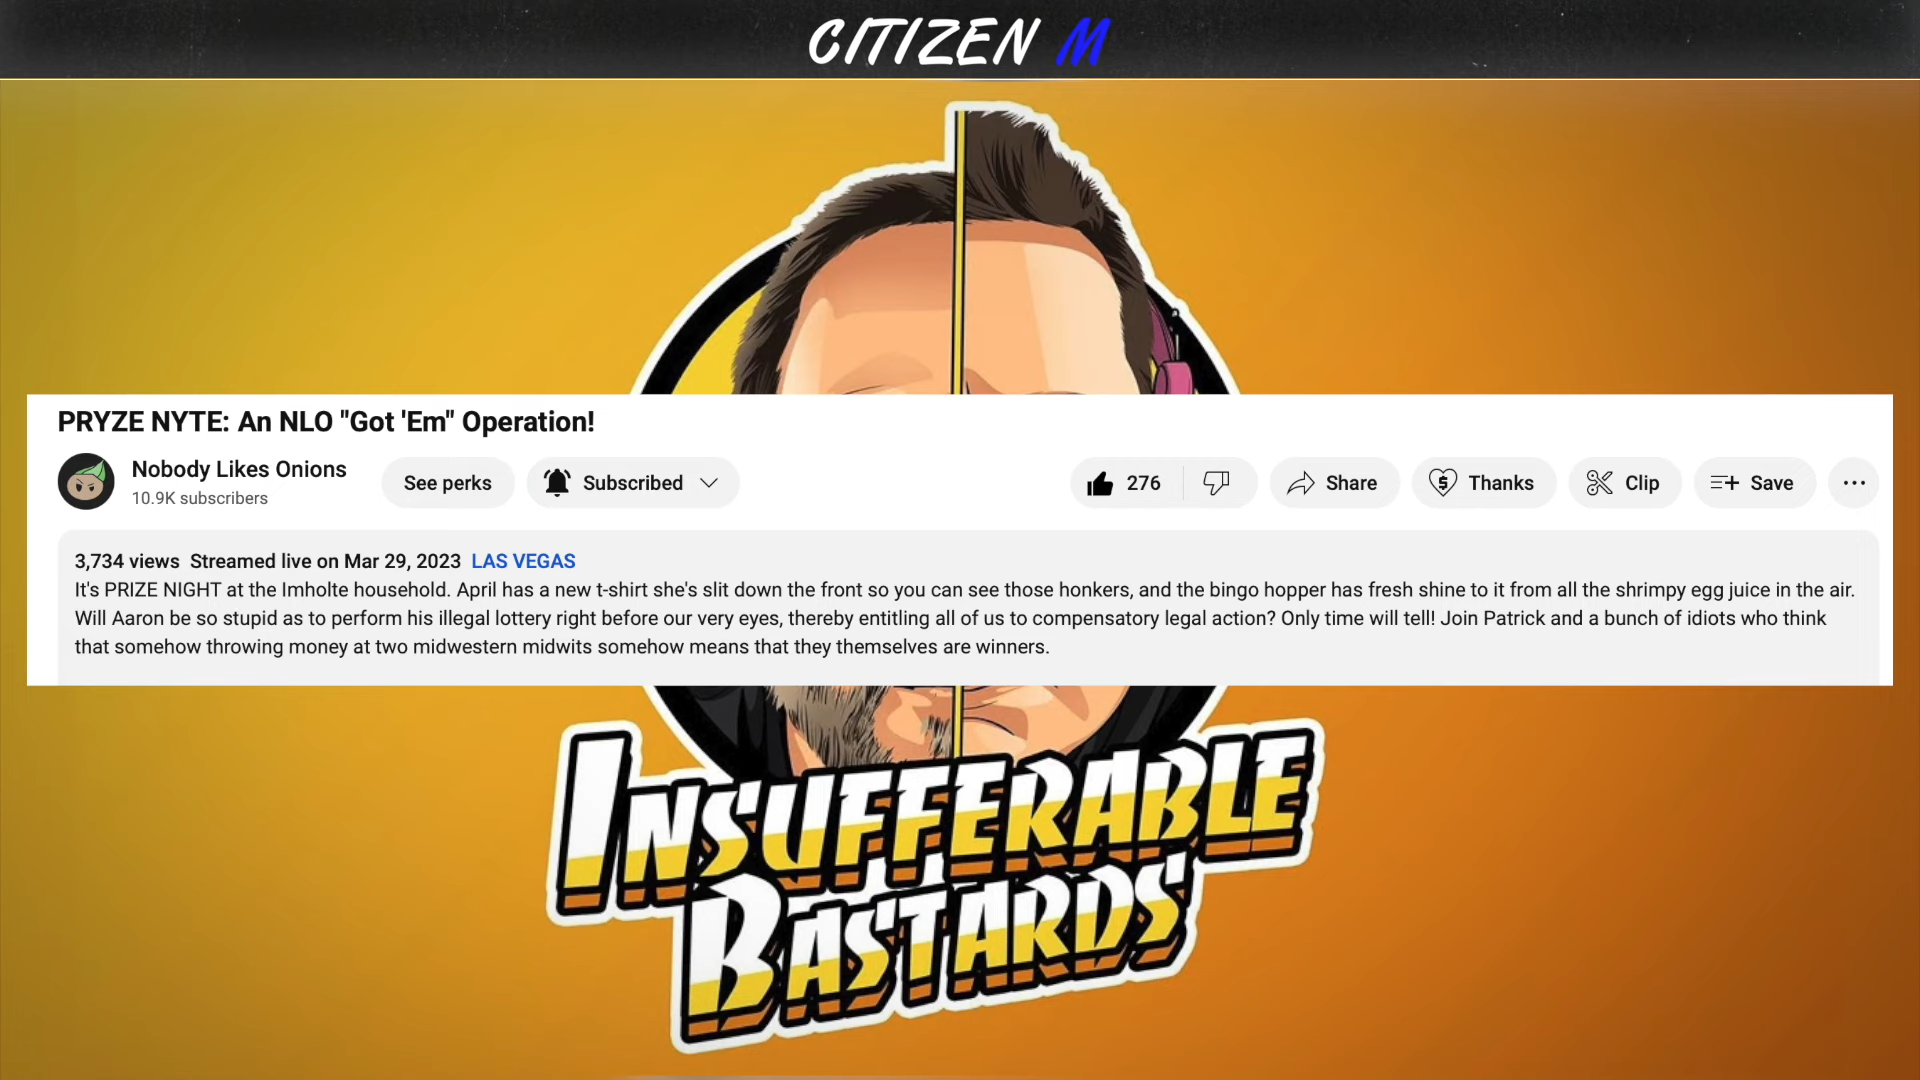 CITIZEN M
PRYZE NYTE: An NLO "Got 'Em" Operation!
Nobody Likes Onions
10.9K subscribers
See perks
Subscribed
276
Share
Thanks
Clip
Save
3,734 views Streamed live on Mar 29, 2023 LAS VEGAS
It's PRIZE NIGHT at the Imholte household. April has a new t-shirt she's slit down the front so you can see those honkers, and the bingo hopper has fresh shine to it from all the shrimpy egg juice in the air.
Will Aaron be so stupid as to perform his illegal lottery right before our very eyes, thereby entitling all of us to compensatory legal action? Only time will tell! Join Patrick and a bunch of idiots who think
that somehow throwing money at two midwestern midwits somehow means that they themselves are winners.
INSUFFERABLE
BASTARDS